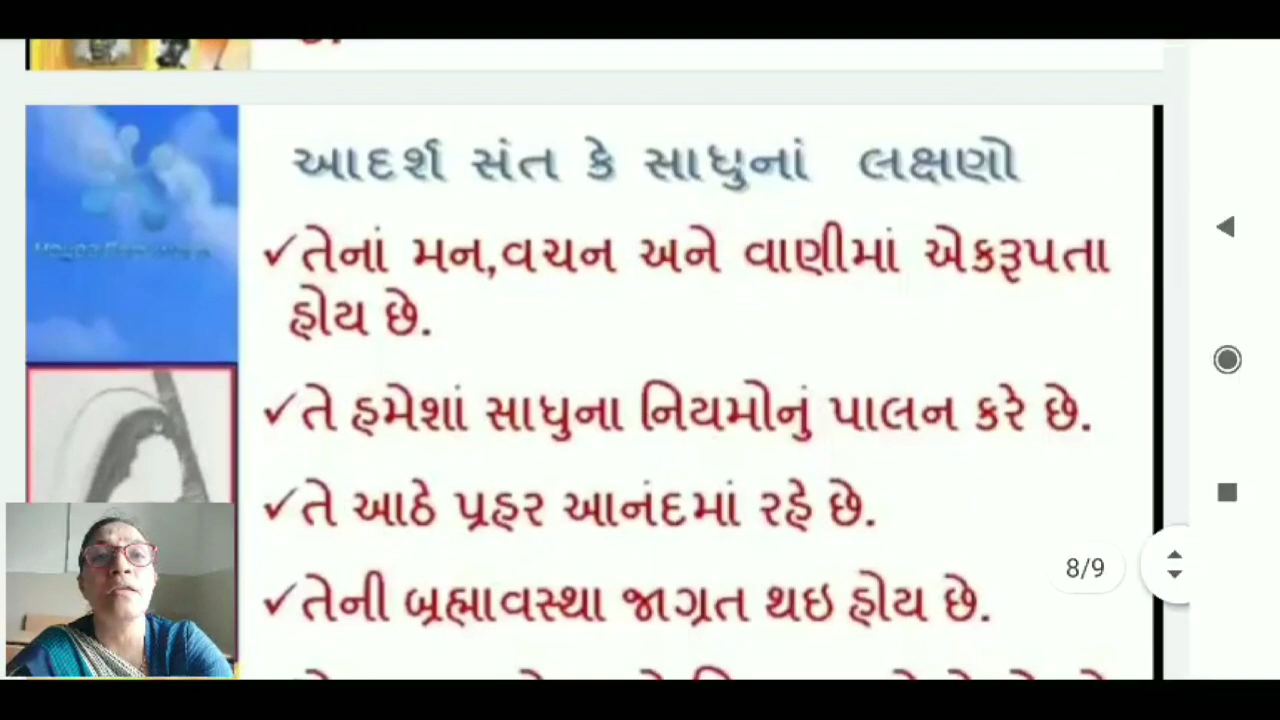 આદર્શ સંત કે સાધુનાં લક્ષણો
✓તેનાં મન,વચન અને વાણીમાં એકરૂપતા
હોય છે.
✓તે હમેશાં સાધુના નિયમોનું પાલન કરે છે.
✓તે આઠે પ્રહર આનંદમાં રહે છે.
✓તેની બ્રહ્માવસ્થા જાગ્રત થઇ હોય છે.
8/9